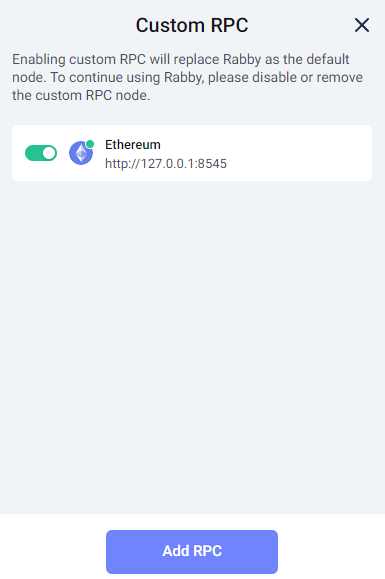 Custom RPC
Enabling custom RPC will replace Rabby as the default
node. To continue using Rabby, please disable or remove
the custom RPC node.
Ethereum
http://127.0.0.1:8545
Add RPC